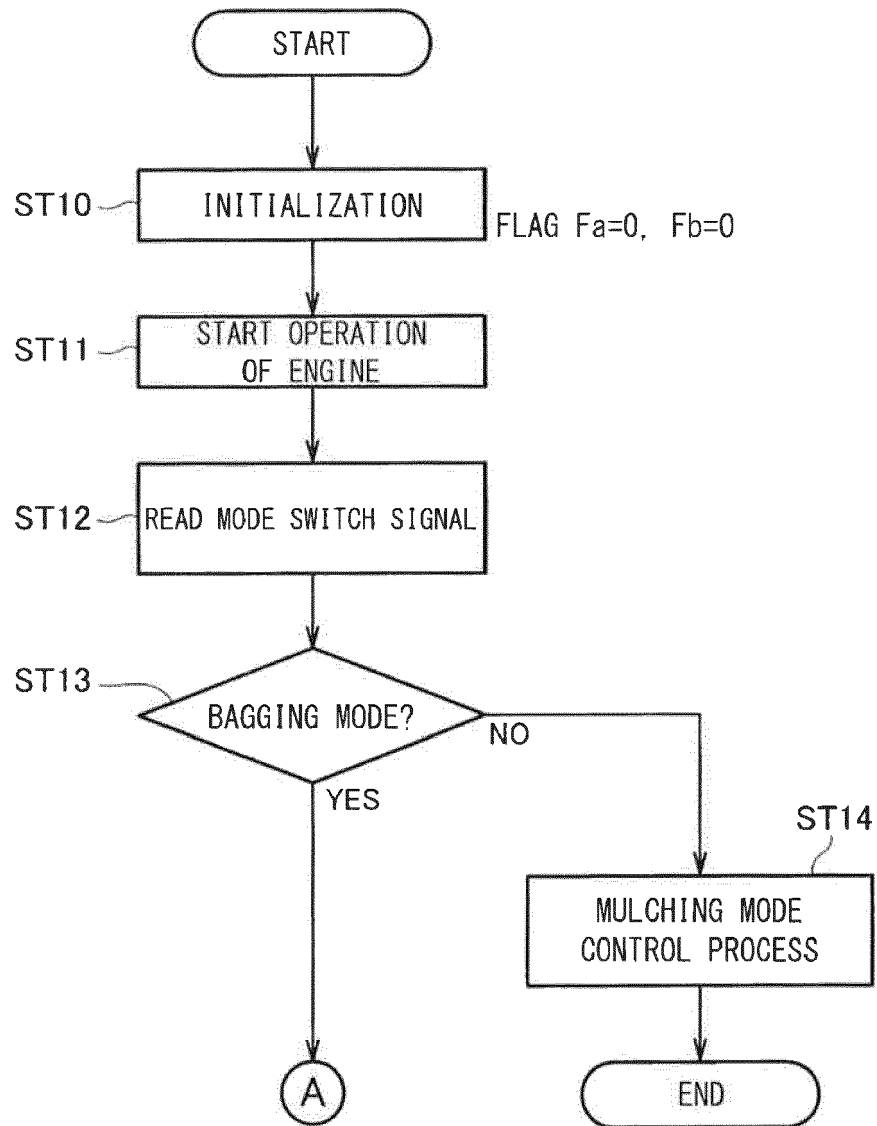 START
ST10
INITIALIZATION
FLAG Fa=0, Fb=0
ST11
START OPERATION
OF ENGINE
ST12
READ MODE SWITCH SIGNAL
ST13
BAGGING MODE?
NO
YES
ST14
MULCHING MODE
CONTROL PROCESS
A
END